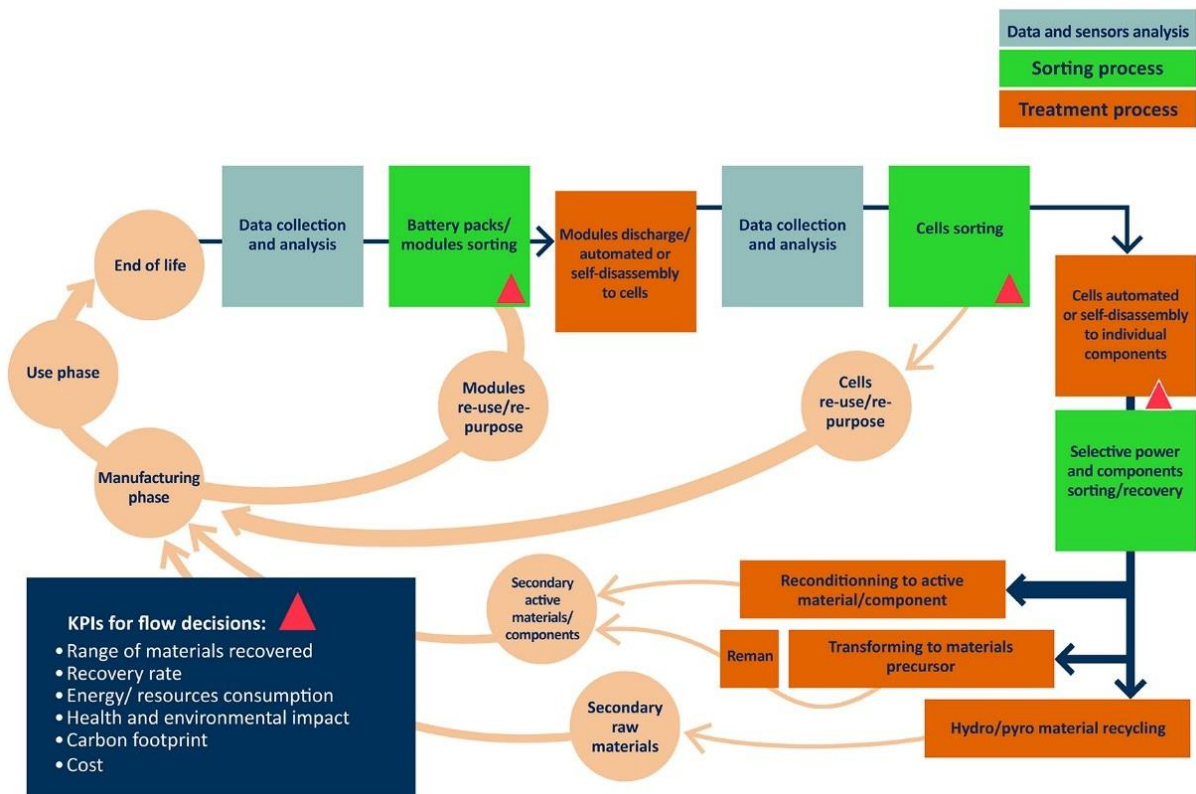 Data and sensors analysis
Sorting process
Treatment process
End of life
Data collection
and analysis
Battery packs/
modules sorting
Modules discharge/
automated or
self-disassembly
to cells
Data collection
and analysis
Cells sorting
Cells automated
or self-disassembly
to individual
components
Use phase
Modules
re-use/re-
purpose
Cells
re-use/re-
purpose
Manufacturing
phase
Selective power
and components
sorting/recovery
Secondary
active
materials/
components
Reconditionning to active
material/component
Reman
Transforming to materials
precursor
Secondary
raw
materials
Hydro/pyro material recycling
KPIs for flow decisions:
• Range of materials recovered
• Recovery rate
• Energy/ resources consumption
• Health and environmental impact
• Carbon footprint
• Cost